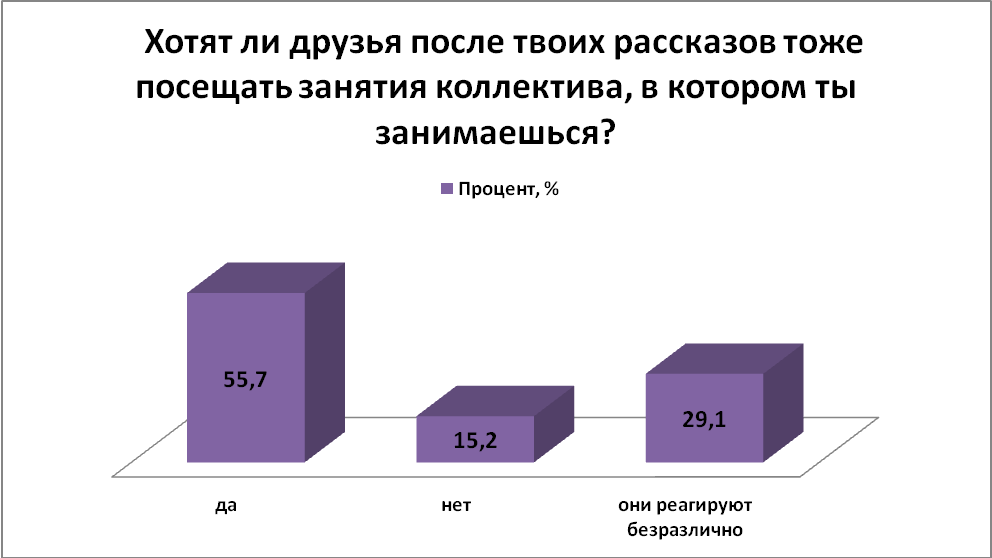 Хотят ли друзья после твоих рассказов тоже
посещать занятия коллектива, в котором ты
занимаешься?
Процент, %
55,7
15,2
29,1
да
нет
они реагируют
безразлично